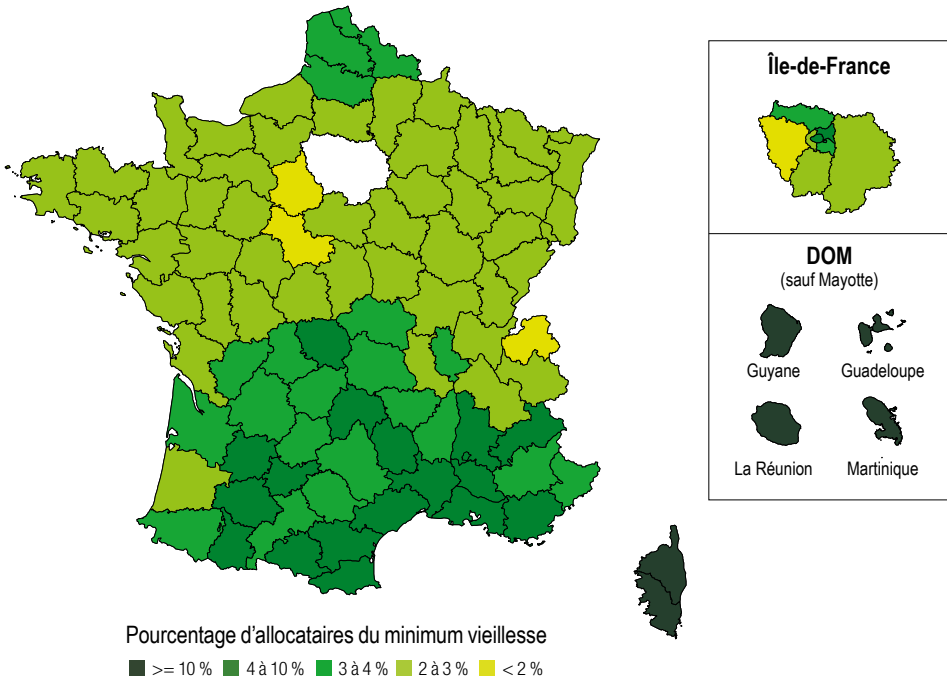 Île-de-France
DOM
(sauf Mayotte)
Guyane
Guadeloupe
La Réunion
Martinique
Pourcentage d'allocataires du minimum vieillesse
>= 10 %
4 à 10 %
3 à 4 %
2 à 3 %
< 2 %